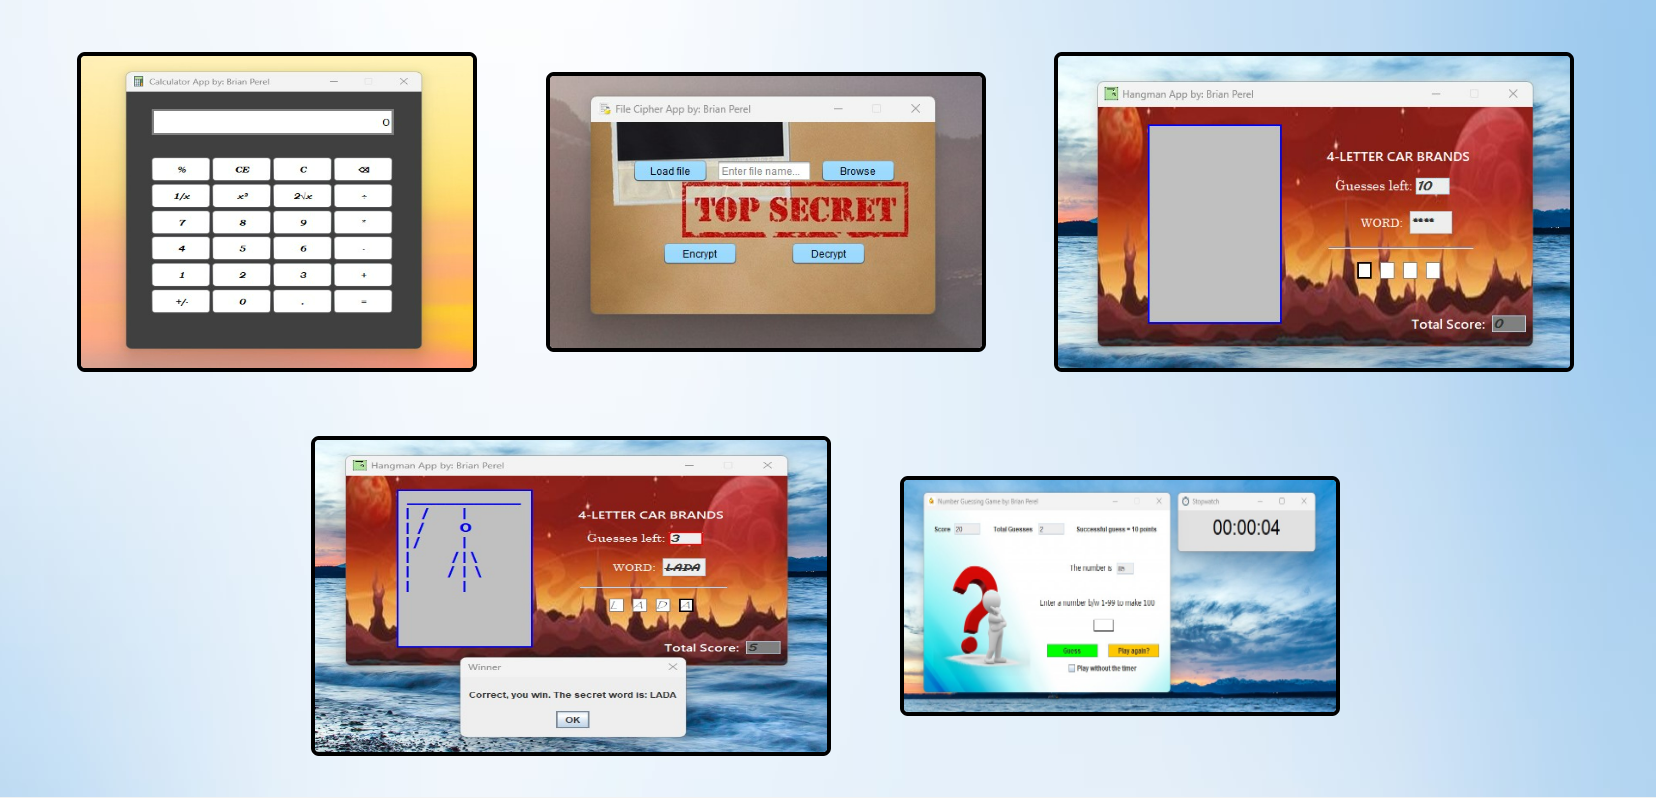 Calculator App by: Brian Perel
0
% CE C
1/x x² 2√x ÷
7 8 9 *
4 5 6 -
1 2 3 +
+/- 0 . =
File Cipher App by: Brian Perel
Load file Enter file name... Browse
TOP SECRET
Encrypt Decrypt
Hangman App by: Brian Perel
4-LETTER CAR BRANDS
Guesses left: 10
WORD: ****
Total Score: 0
Hangman App by: Brian Perel
4-LETTER CAR BRANDS
Guesses left: 3
WORD: LADA
L A D A
Total Score: 5
Winner
Correct, you win. The secret word is: LADA
OK
Number Guessing Game by: Brian Perel
Score 20 Total Guesses 2 Successful guess = 10 points
The number is
Enter a number b/w 1-99 to make 100
Guess Play again?
Play without the timer
Stopwatch
00:00:04